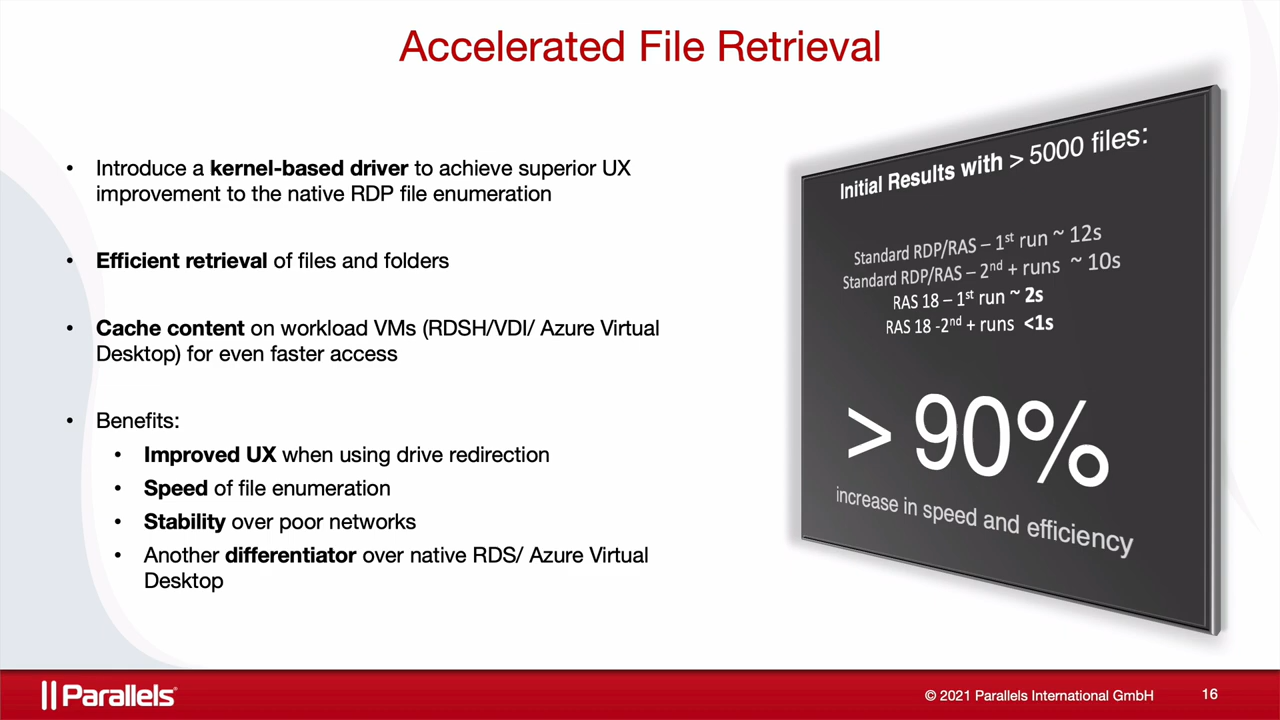 Accelerated File Retrieval
• Introduce a kernel-based driver to achieve superior UX
improvement to the native RDP file enumeration
• Efficient retrieval of files and folders
• Cache content on workload VMs (RDSH/VDI/ Azure Virtual
Desktop) for even faster access
• Benefits:
• Improved UX when using drive redirection
• Speed of file enumeration
• Stability over poor networks
• Another differentiator over native RDS/ Azure Virtual
Desktop
Initial Results with > 5000 files:
Standard RDP/RAS – 1st run ~ 12s
Standard RDP/RAS – 2nd + runs ~ 10s
RAS 18 – 1st run ~ 2s
RAS 18 -2nd + runs <1s
> 90%
increase in speed and efficiency
Parallels®
© 2021 Parallels International GmbH
16